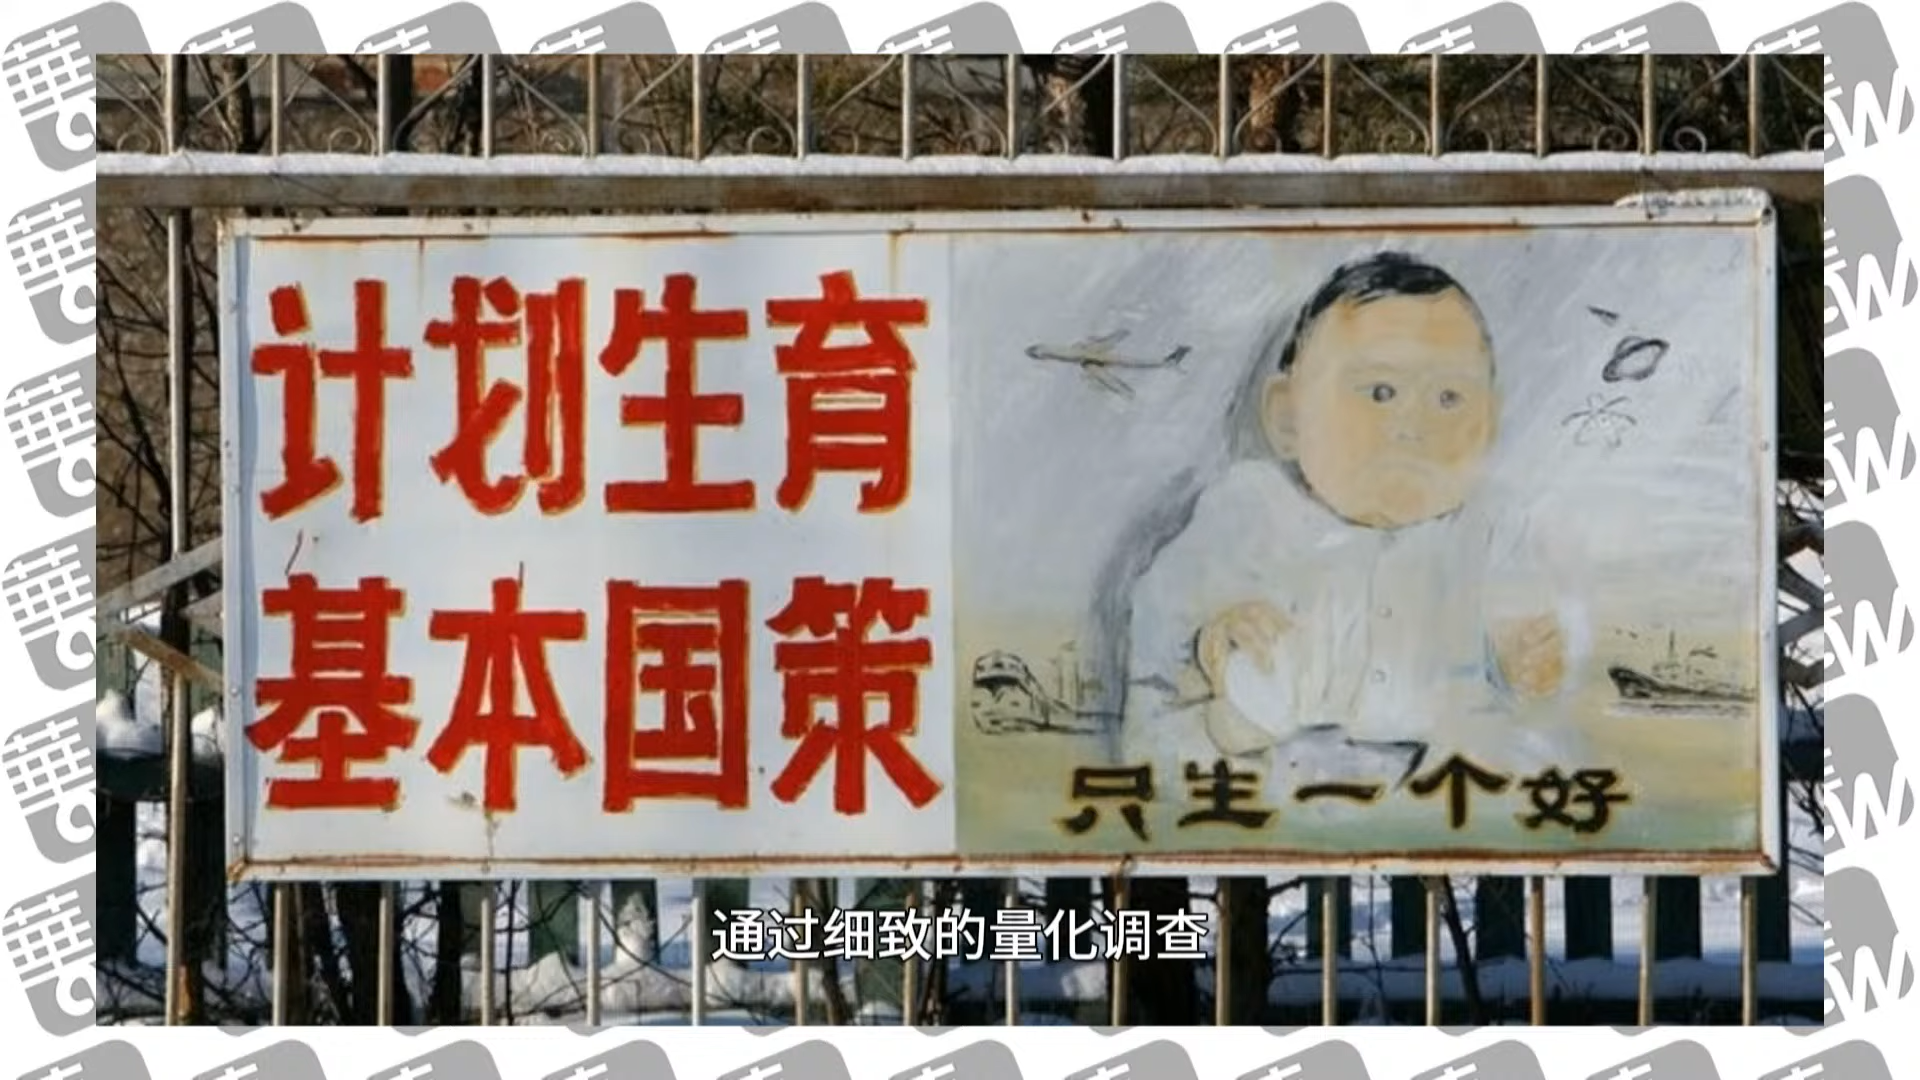 计划生育
基本国策
只生一个好
通过细致的量化调查